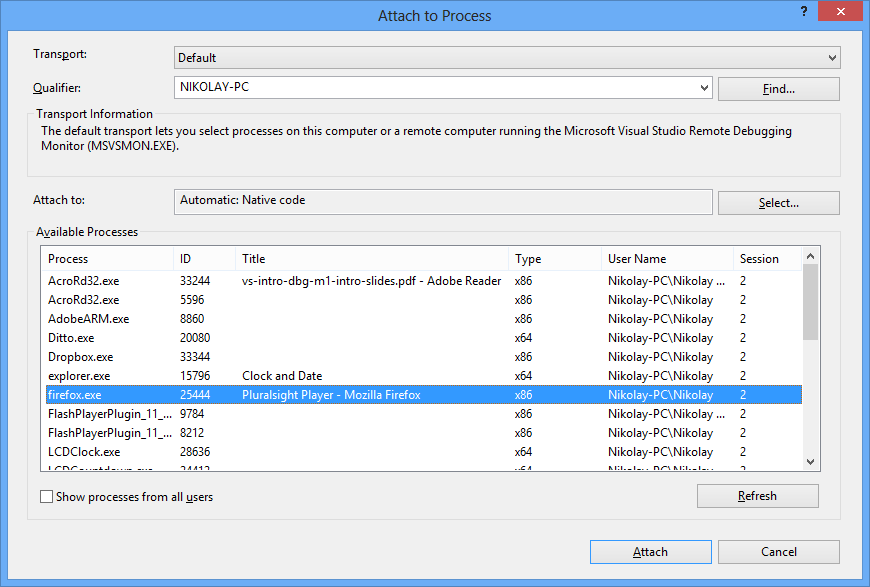 Attach to Process
?
Transport: Default
Qualifier: NIKOLAY-PC Find...
Transport Information
The default transport lets you select processes on this computer or a remote computer running the Microsoft Visual Studio Remote Debugging
Monitor (MSVSMON.EXE).
Attach to: Automatic: Native code Select...
Available Processes
Process ID Title Type User Name Session
AcroRd32.exe 33244 vs-intro-dbg-m1-intro-slides.pdf - Adobe Reader x86 Nikolay-PC\Nikolay ... 2
AcroRd32.exe 5596 x86 Nikolay-PC\Nikolay 2
AdobeARM.exe 8860 x86 Nikolay-PC\Nikolay 2
Ditto.exe 20080 x64 Nikolay-PC\Nikolay 2
Dropbox.exe 33344 x86 Nikolay-PC\Nikolay 2
explorer.exe 15796 Clock and Date x64 Nikolay-PC\Nikolay 2
firefox.exe 25444 Pluralsight Player - Mozilla Firefox x86 Nikolay-PC\Nikolay 2
FlashPlayerPlugin_11_... 9784 x86 Nikolay-PC\Nikolay ... 2
FlashPlayerPlugin_11_... 8212 x86 Nikolay-PC\Nikolay 2
LCDClock.exe 28636 x64 Nikolay-PC\Nikolay 2
LCDCountdown.exe x64 Nikolay-PC\Nikolay 2
Show processes from all users Refresh
Attach Cancel